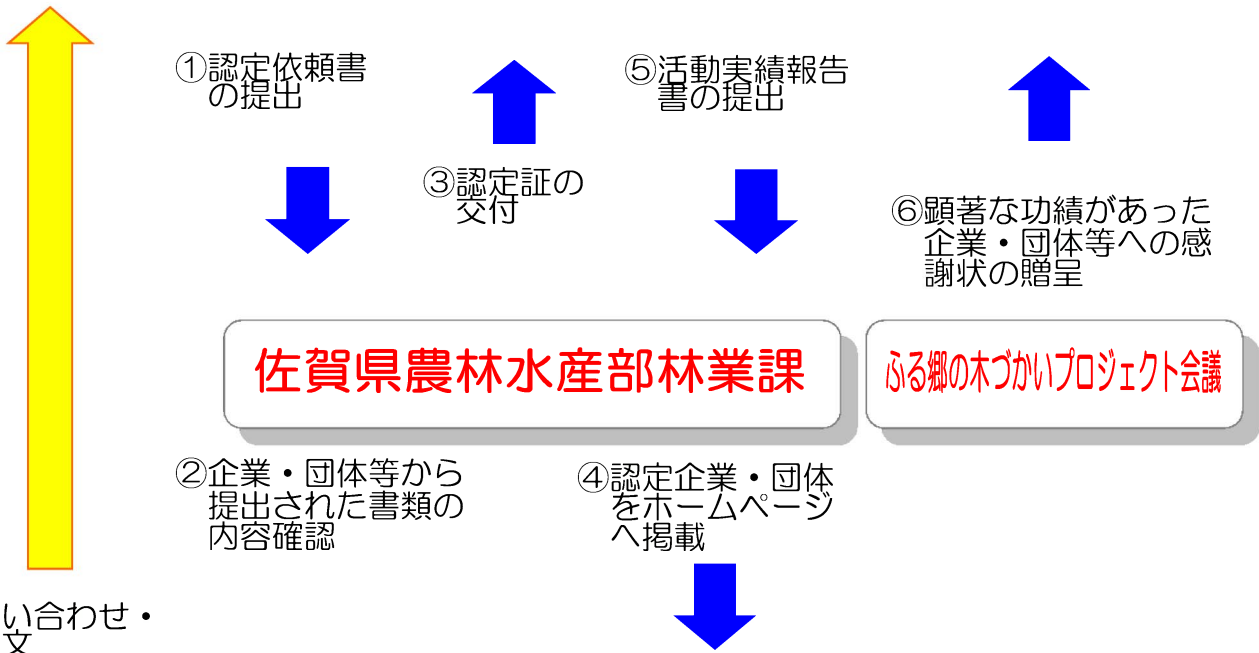 ①認定依頼書
の提出
③認定証の
交付
⑤活動実績報告
書の提出
⑥顕著な功績があった
企業・団体等への感
謝状の贈呈
佐賀県農林水産部林業課
ふる郷の木づかいプロジェクト会議
②企業・団体等から
提出された書類の
内容確認
④認定企業・団体
をホームページ
へ掲載
い合わせ・
文